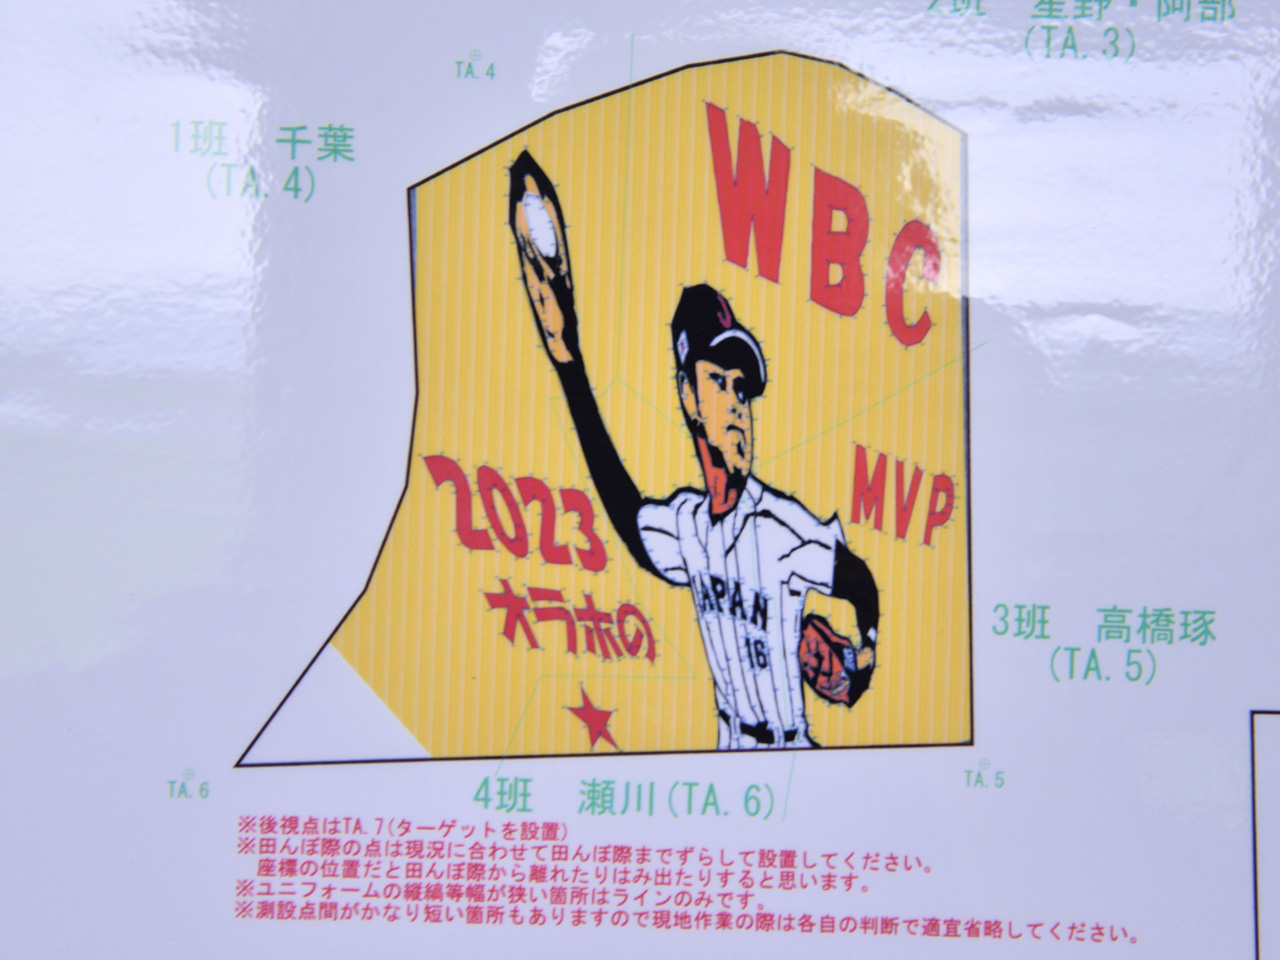 2班 星野・阿部
(TA.3)
TA.4
1班 千葉
(TA.4)
WBC
MVP
2023
オラホの
★
JAPAN
16
3班 高橋琢
(TA.5)
TA.6
TA.5
4班 瀬川(TA.6)
※後視点はTA.7(ターゲットを設置)
※田んぼ際の点は現況に合わせて田んぼ際までずらして設置してください。
座標の位置だと田んぼ際から離れたりはみ出たりすると思います。
※ユニフォームの縦縞等幅が狭い箇所はラインのみです。
※測設点間がかなり短い箇所もありますので現地作業の際は各自の判断で適宜省略してください。